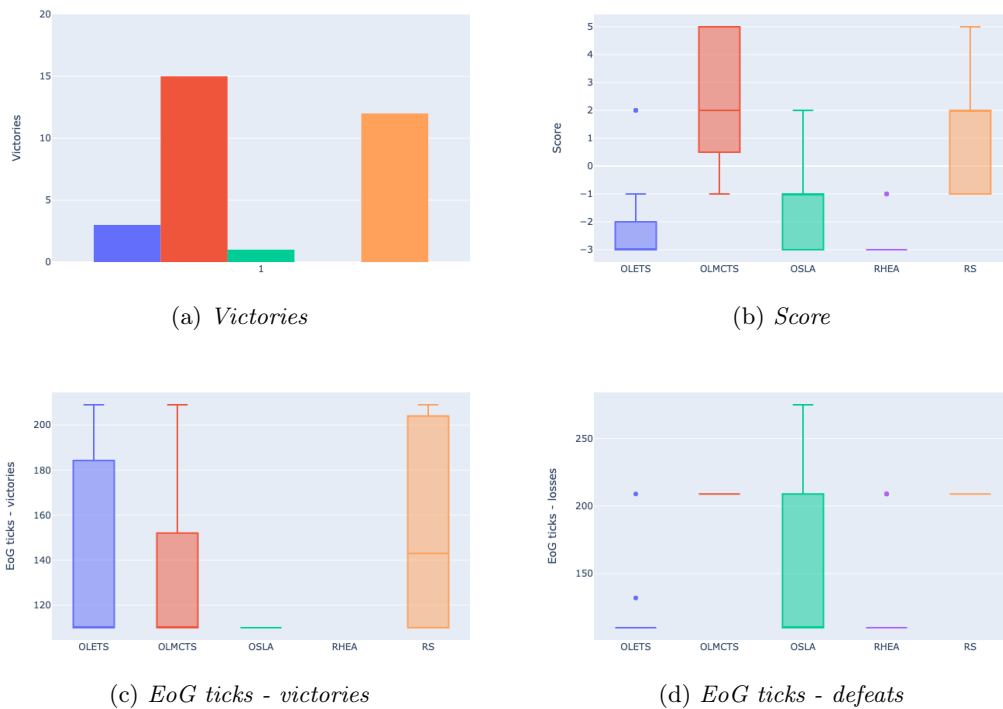 20
15
10
5
0
Victories
1
(a) Victories
5
4
3
2
1
0
−1
−2
−3
Score
OLETS OLMCTS OSLA RHEA RS
(b) Score
200
180
160
140
120
EoG ticks - victories
OLETS OLMCTS OSLA RHEA RS
(c) EoG ticks - victories
250
200
150
EoG ticks - losses
OLETS OLMCTS OSLA RHEA RS
(d) EoG ticks - defeats